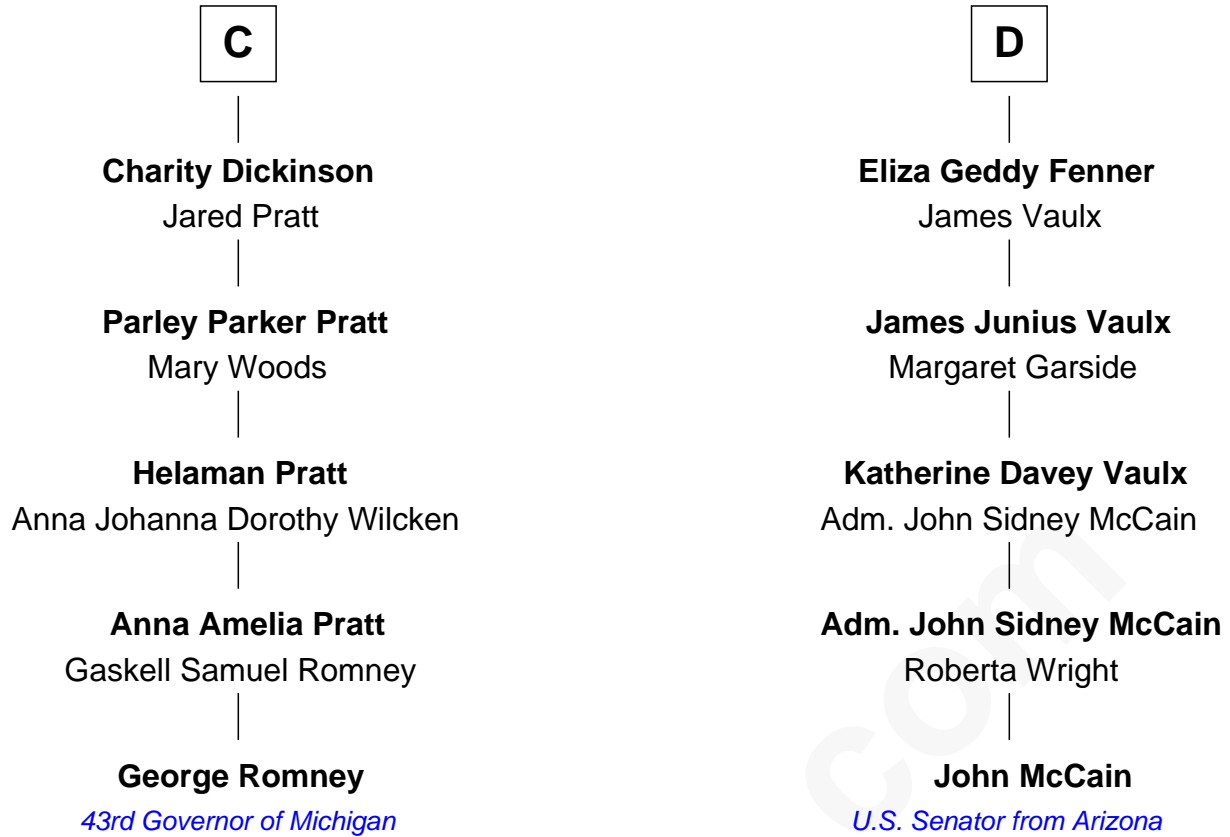 C
Charity Dickinson
Jared Pratt
Parley Parker Pratt
Mary Woods
Helaman Pratt
Anna Johanna Dorothy Wilcken
Anna Amelia Pratt
Gaskell Samuel Romney
George Romney
43rd Governor of Michigan
D
Eliza Geddy Fenner
James Vaulx
James Junius Vaulx
Margaret Garside
Katherine Davey Vaulx
Adm. John Sidney McCain
Adm. John Sidney McCain
Roberta Wright
John McCain
U.S. Senator from Arizona
com